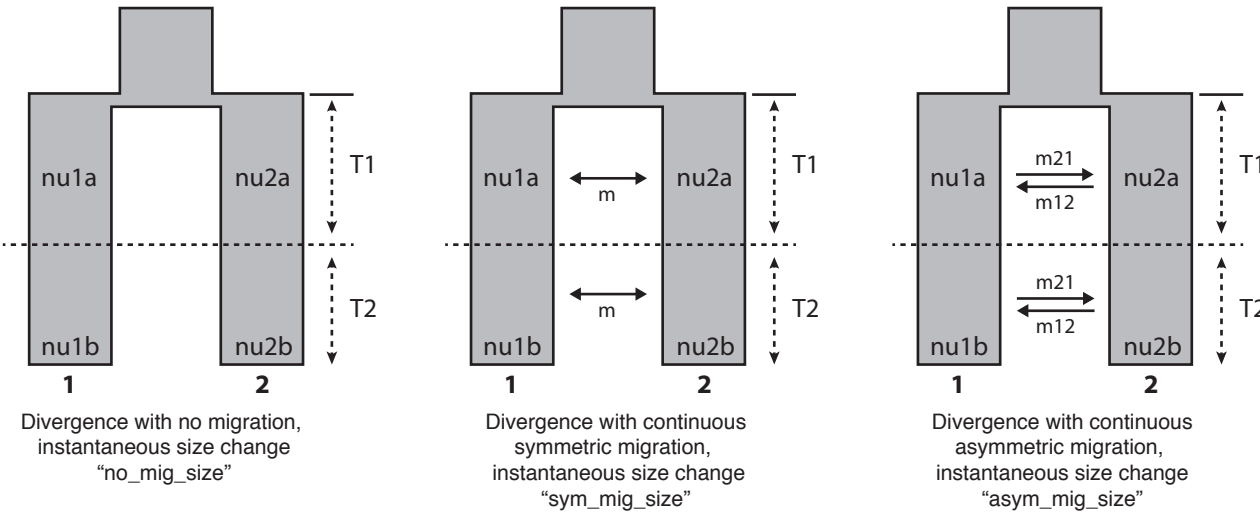 nu1a
nu2a
T1
T2
nu1b
nu2b
1
2
Divergence with no migration,
instantaneous size change
“no_mig_size”
nu1a
m
nu2a
T1
m
T2
nu1b
nu2b
1
2
Divergence with continuous
symmetric migration,
instantaneous size change
“sym_mig_size”
nu1a
m21
m12
nu2a
T1
m21
m12
T2
nu1b
nu2b
1
2
Divergence with continuous
asymmetric migration,
instantaneous size change
“asym_mig_size”